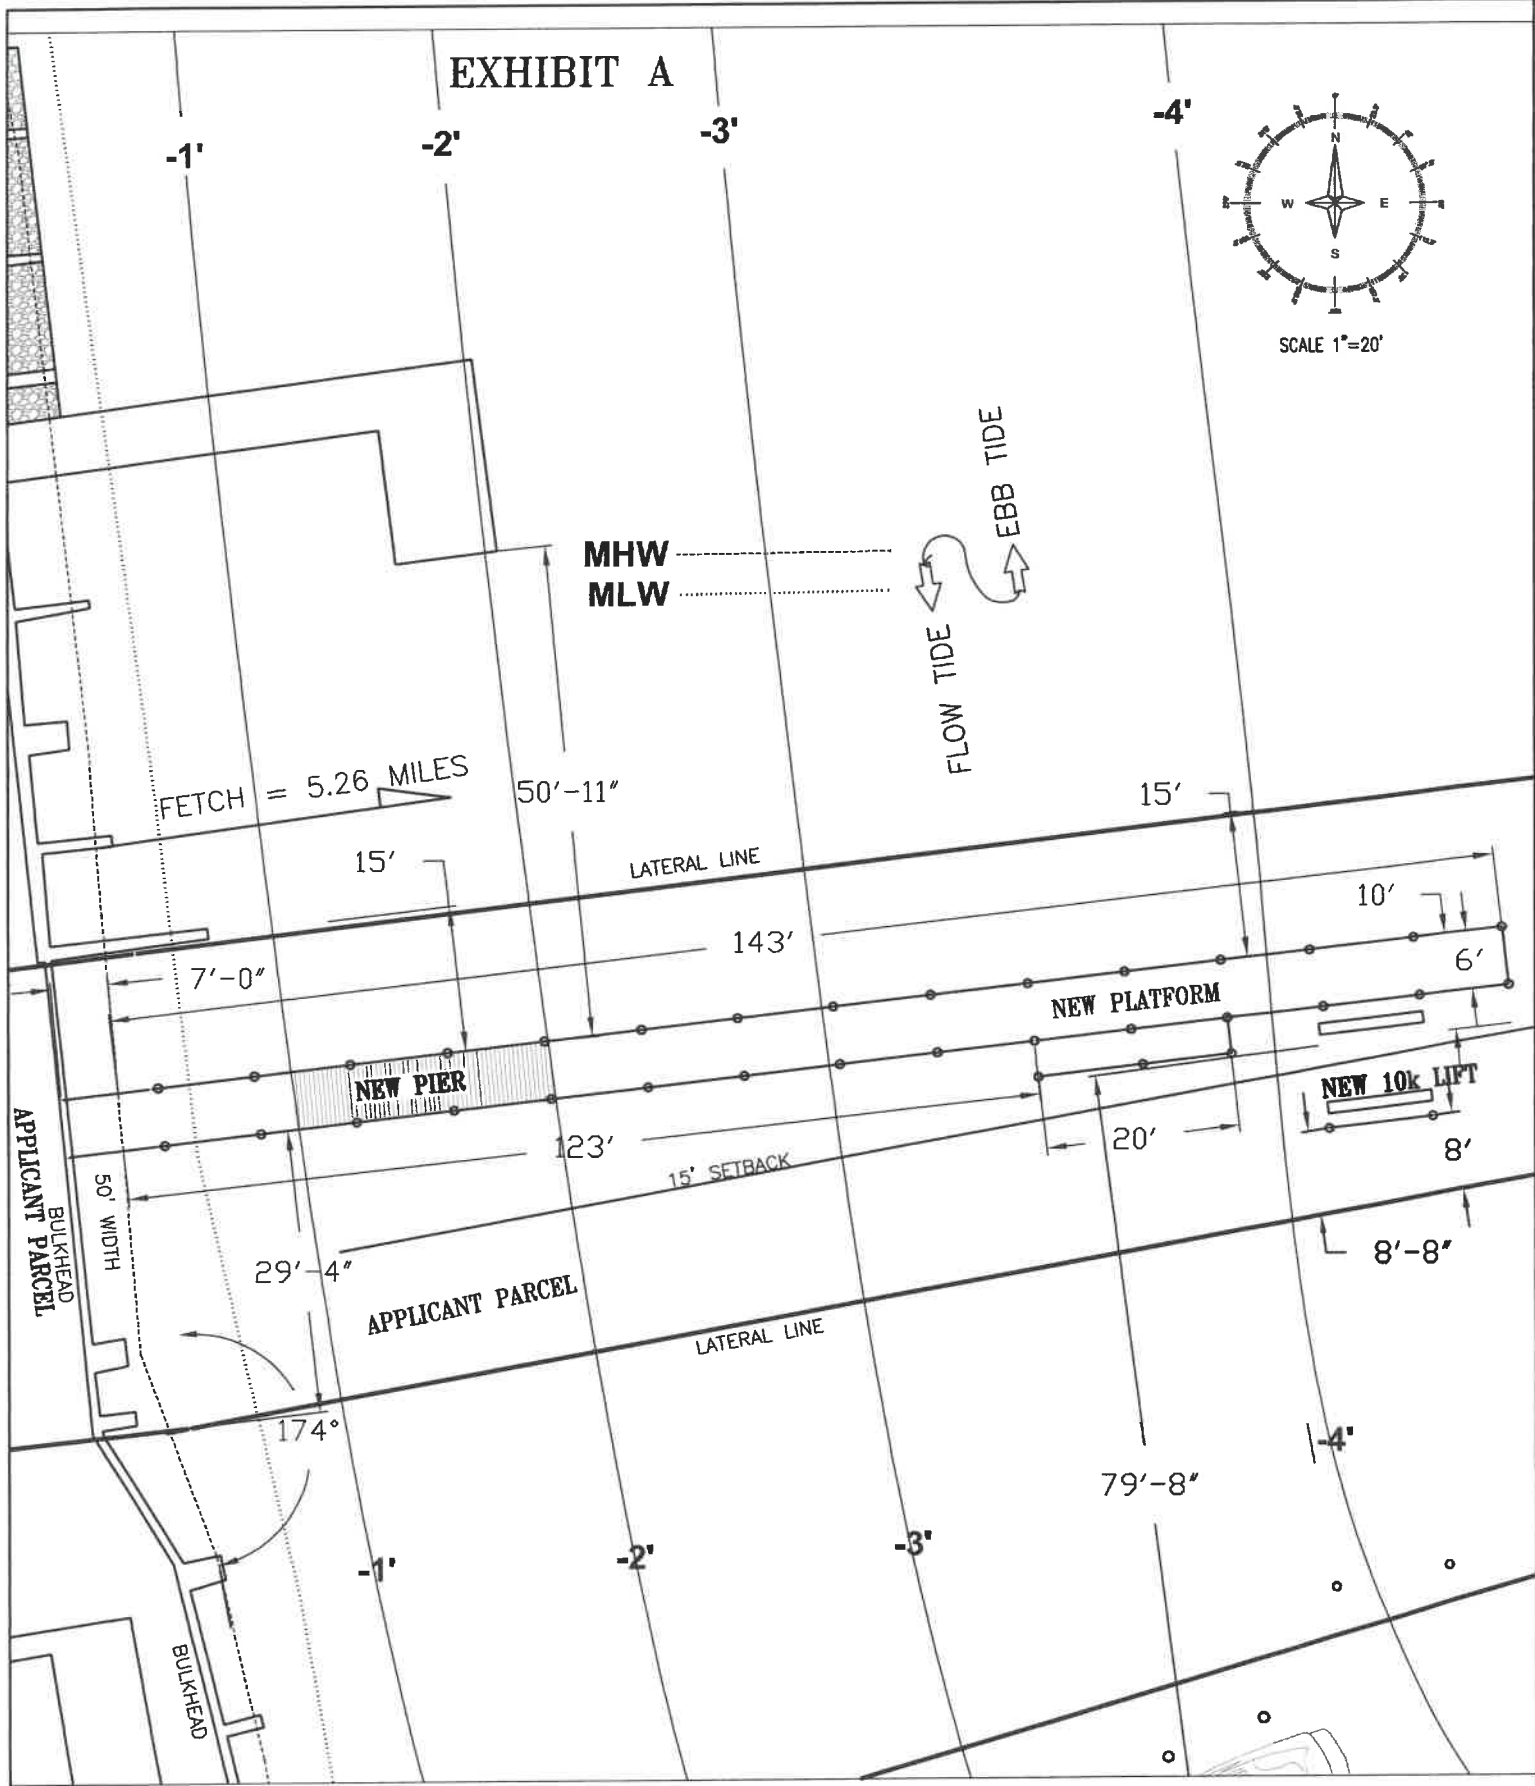 EXHIBIT A
-1'
-2'
-3'
-4'
N
W
E
S
SCALE 1"=20'
EBB TIDE
MHW
MLW
FLOW TIDE
FETCH = 5.26 MILES
50'-11"
15'
15'
LATERAL LINE
10'
143'
6'
7'-0"
NEW PLATFORM
NEW PIER
NEW 10k LIFT
123'
20'
8'
15' SETBACK
APPLICANT PARCEL
BULKHEAD
50' WIDTH
29'-4"
8'-8"
APPLICANT PARCEL
LATERAL LINE
174°
-4'
79'-8"
-1'
-2'
-3'
BULKHEAD